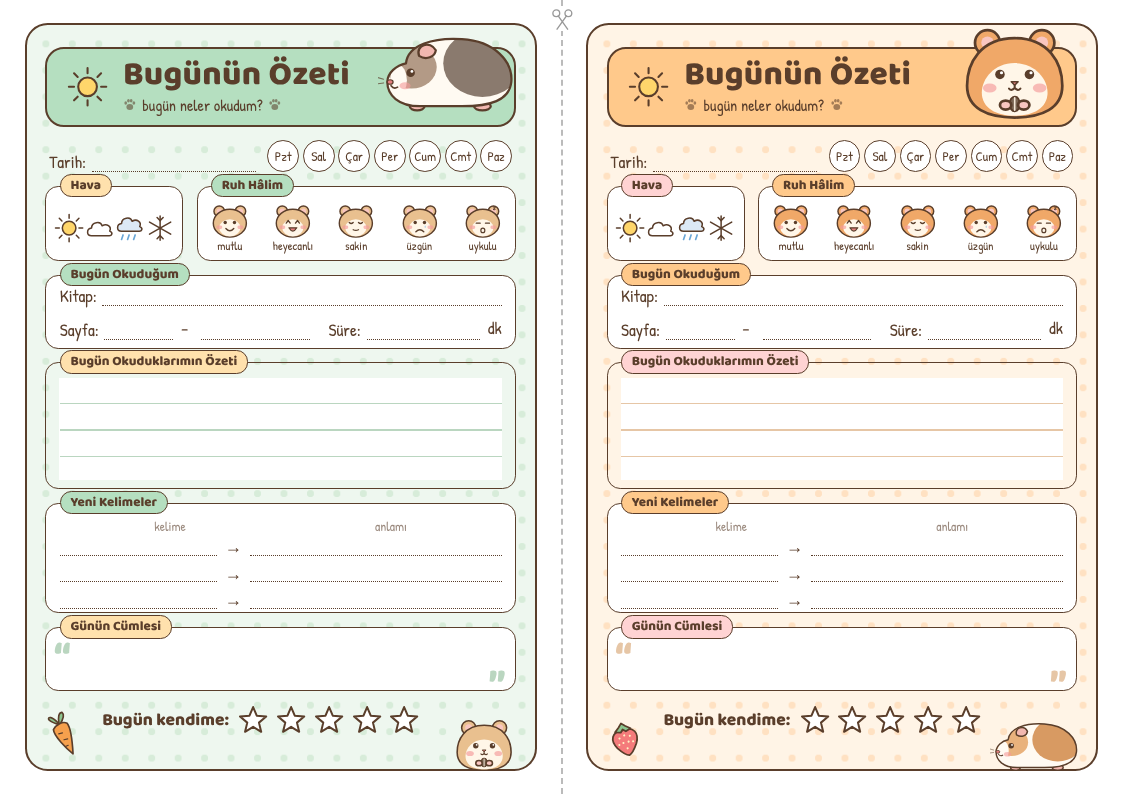 Bugünün Özeti
bugün neler okudum?
Tarih:
Pzt Sal Çar Per Cum Cmt Paz
Hava
Ruh Hâlim
mutlu heyecanlı sakin üzgün uykulu
Bugün Okuduğum
Kitap:
Sayfa: – Süre: dk
Bugün Okuduklarımın Özeti
Yeni Kelimeler
kelime anlamı
→
→
→
Günün Cümlesi
"
"
Bugün kendime:
Bugünün Özeti
bugün neler okudum?
Tarih:
Pzt Sal Çar Per Cum Cmt Paz
Hava
Ruh Hâlim
mutlu heyecanlı sakin üzgün uykulu
Bugün Okuduğum
Kitap:
Sayfa: – Süre: dk
Bugün Okuduklarımın Özeti
Yeni Kelimeler
kelime anlamı
→
→
→
Günün Cümlesi
"
"
Bugün kendime: